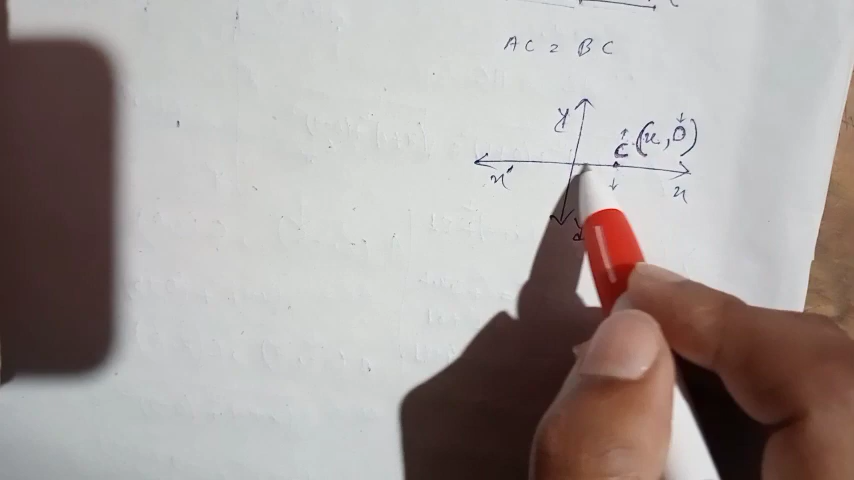 AC = BC
y
C (x, 0)
x'
x